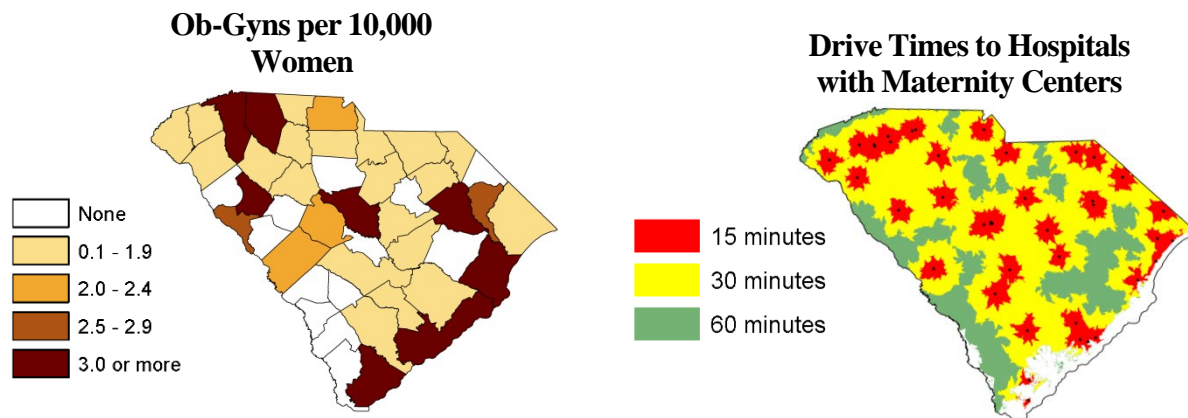 Ob-Gyns per 10,000
Women
None
0.1 - 1.9
2.0 - 2.4
2.5 - 2.9
3.0 or more
Drive Times to Hospitals
with Maternity Centers
15 minutes
30 minutes
60 minutes